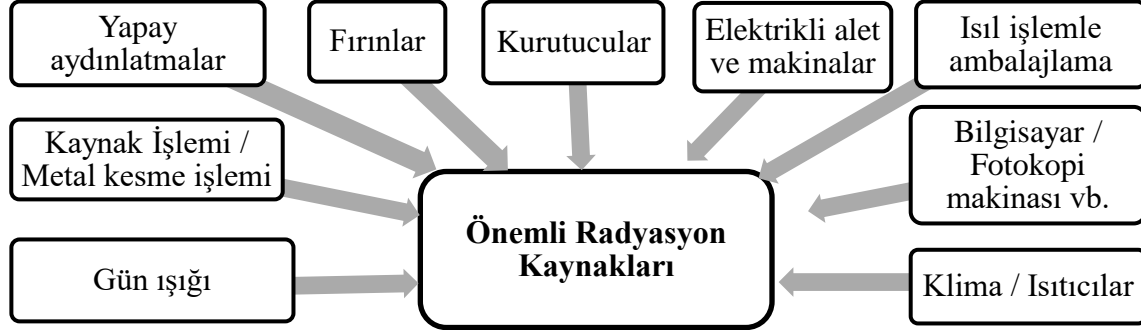 Yapay
aydınlatmalar
Fırınlar
Kurutucular
Elektrikli alet
ve makinalar
Isıl işlemle
ambalajlama
Kaynak İşlemi /
Metal kesme işlemi
Bilgisayar /
Fotokopi
makinası vb.
Önemli Radyasyon
Kaynakları
Gün ışığı
Klima / Isıtıcılar